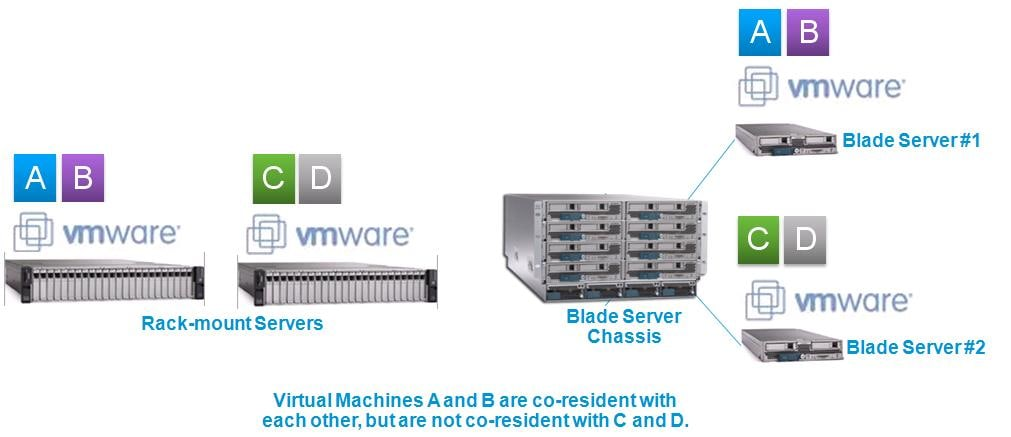 A B
vmware
Blade Server #1
A B
vmware
C D
vmware
Rack-mount Servers
Blade Server
Chassis
C D
vmware
Blade Server #2
Virtual Machines A and B are co-resident with
each other, but are not co-resident with C and D.